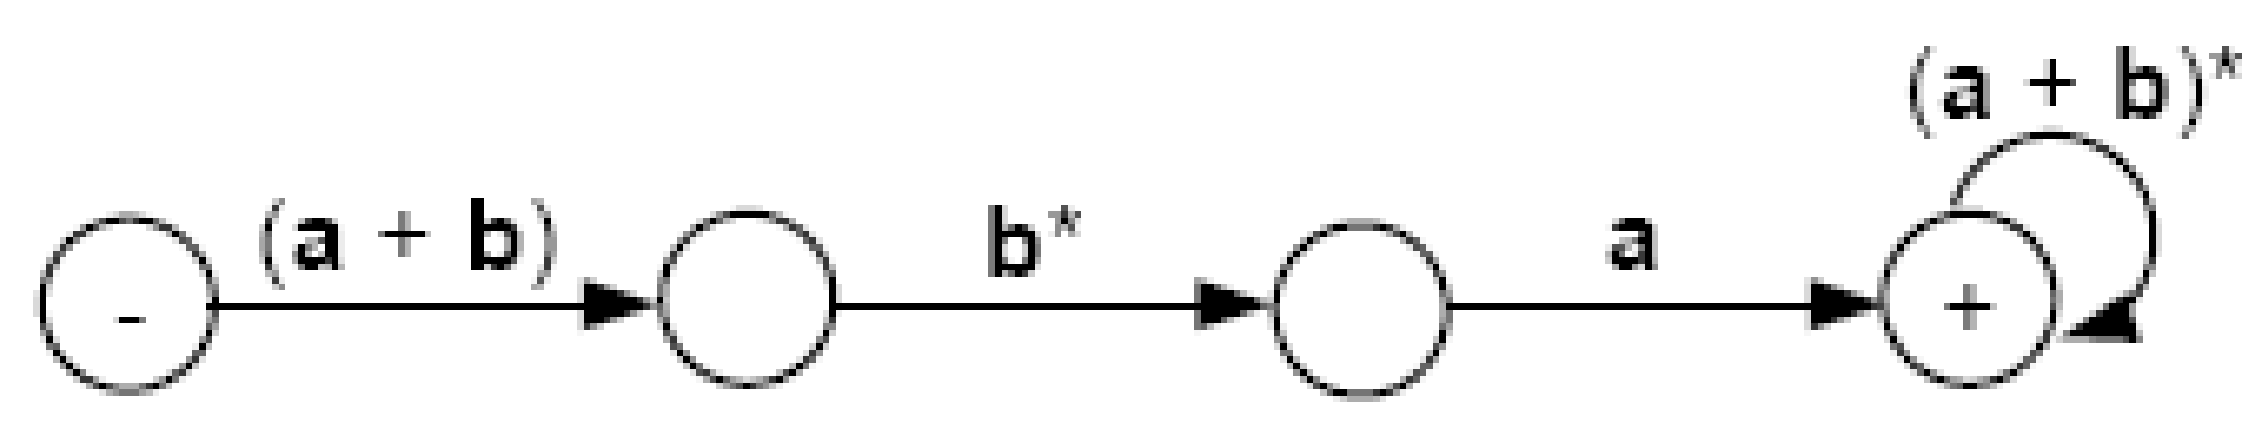 (a + b)*
(a + b) b* a
- +